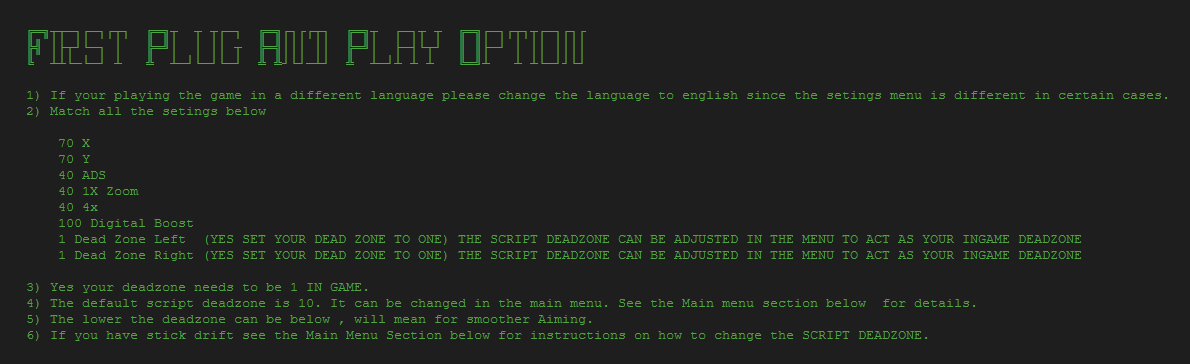 FIRST PLUG AND PLAY OPTION
1) If your playing the game in a different language please change the language to english since the setings menu is different in certain cases.
2) Match all the setings below
70 X
70 Y
40 ADS
40 1X Zoom
40 4x
100 Digital Boost
1 Dead Zone Left (YES SET YOUR DEAD ZONE TO ONE) THE SCRIPT DEADZONE CAN BE ADJUSTED IN THE MENU TO ACT AS YOUR INGAME DEADZONE
1 Dead Zone Right (YES SET YOUR DEAD ZONE TO ONE) THE SCRIPT DEADZONE CAN BE ADJUSTED IN THE MENU TO ACT AS YOUR INGAME DEADZONE
3) Yes your deadzone needs to be 1 IN GAME.
4) The default script deadzone is 10. It can be changed in the main menu. See the Main menu section below  for details.
5) The lower the deadzone can be below , will mean for smoother Aiming.
6) If you have stick drift see the Main Menu Section below for instructions on how to change the SCRIPT DEADZONE.